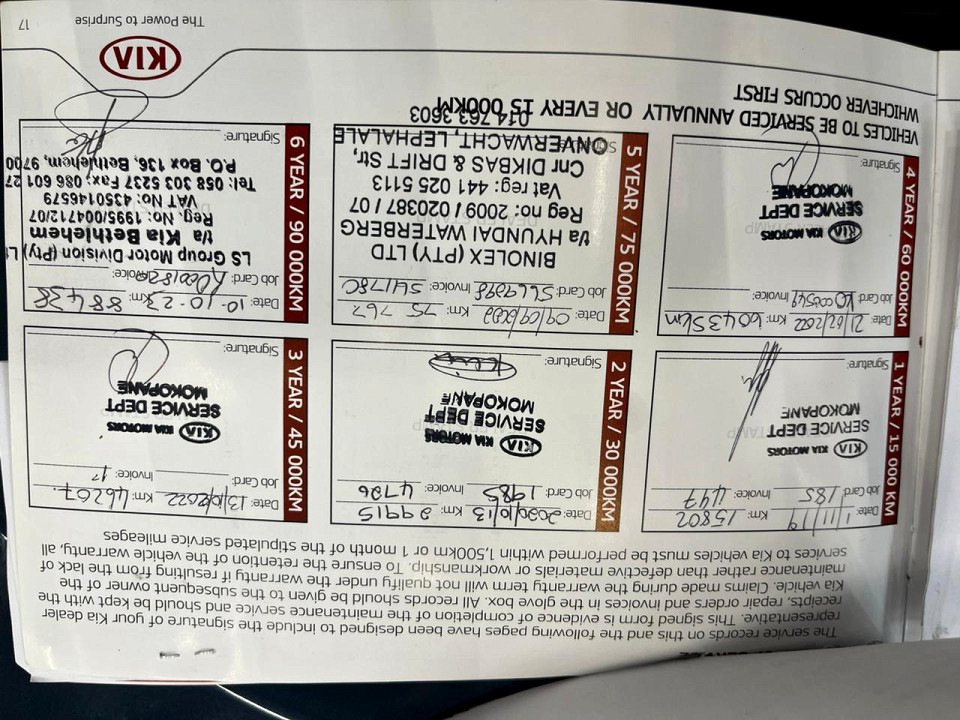 The service records on this and the following pages have been designed to include the signature of your Kia dealer
representative. This signed form is evidence of completion of the maintenance service and should be kept with the
receipts, repair orders and invoices in the glove box. All records should be given to the subsequent owner of the
Kia vehicle. Claims made during the warranty term will not qualify under the warranty if resulting from the lack of
maintenance rather than defective materials or workmanship. To ensure the retention of the vehicle warranty, all
services to Kia vehicles must be performed within 1,500km or 1 month of the stipulated service mileages
1 YEAR / 15 000 KM
Date: 1/11/19 Km: 15802
Job Card: 185 Invoice: 447
KIA KIA MOTORS
SERVICE DEPT
MOKOPANE
Signature:
2 YEAR / 30 000KM
Date: 2020/10/13 Km: 29915
Job Card: 1985 Invoice: 4786
KIA KIA MOTORS
SERVICE DEPT
MOKOPANE
Signature:
3 YEAR / 45 000KM
Date: Km: 46207.
Job Card: Invoice:
KIA KIA MOTORS
SERVICE DEPT
MOKOPANE
Signature:
4 YEAR / 60 000KM
Date: Km: 60435km
Job Card: Invoice:
KIA KIA MOTORS
SERVICE DEPT
MOKOPANE
Signature:
5 YEAR / 75 000KM
Date: 09/09/2022 Km: 75 767
Job Card: Invoice: 541780
BINOLEX (PTY) LTD
t/a HYUNDAI WATERBERG
Reg no: 2009 / 020387 / 07
Vat reg: 441 025 5113
Cnr DIKBAS & DRIFT Str,
ONVERWACHT, LEPHALALE
014 763 3603
6 YEAR / 90 000KM
Date: 10-10-23 Km: 88438
Job Card: Invoice:
LS Group Motor Division (Pty) L
t/a Kia Bethlehem
Reg. No: 1995/004712/07
VAT No: 4350146579
Tel: 058 303 5237 Fax: 086 601 27
P.O. Box 136, Bethlehem, 9700
Signature:
VEHICLES TO BE SERVICED ANNUALLY OR EVERY 15 000KM
WHICHEVER OCCURS FIRST
KIA
The Power to Surprise
17